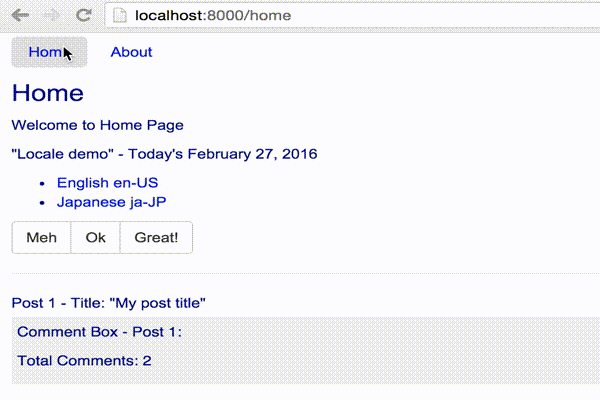 localhost:8000/home
Home About
Home
Welcome to Home Page
"Locale demo" - Today's February 27, 2016
• English en-US
• Japanese ja-JP
Meh Ok Great!
Post 1 - Title: "My post title"
Comment Box - Post 1:
Total Comments: 2